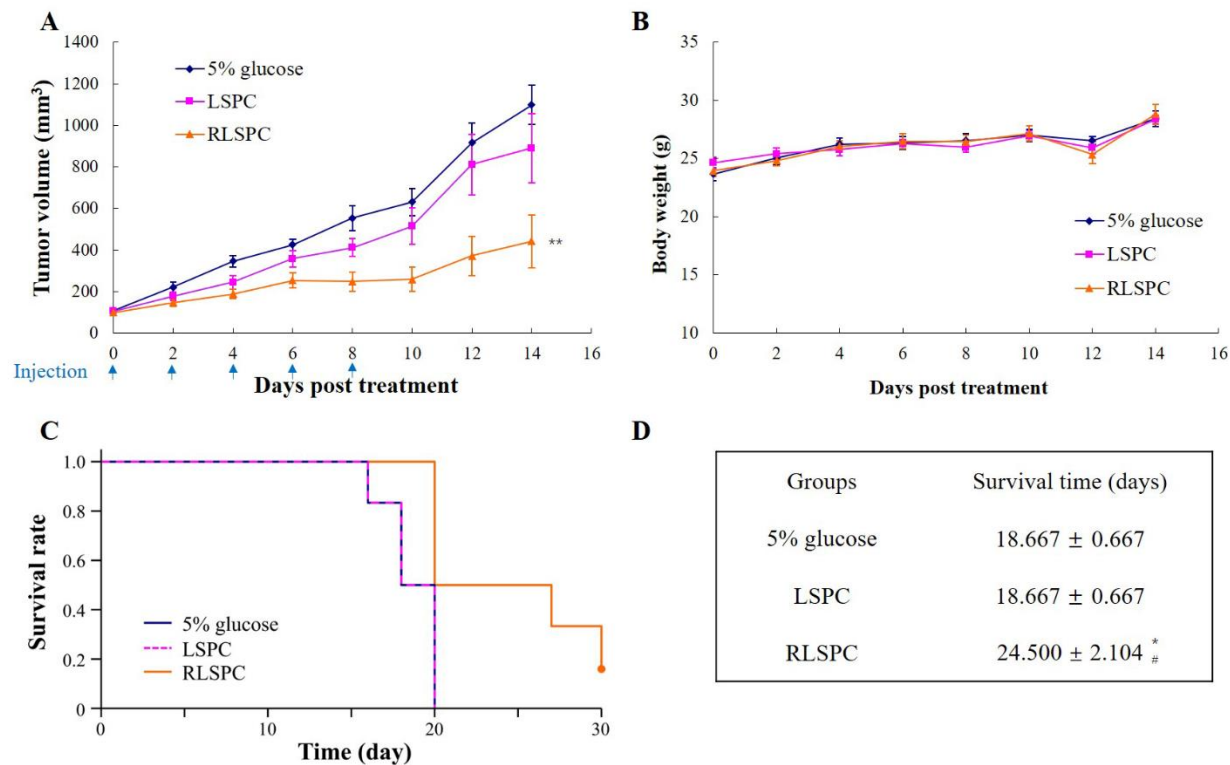 A
Tumor volume (mm³)
1400
1200
1000
800
600
400
200
0
5% glucose
LSPC
RLSPC
**
0 2 4 6 8 10 12 14 16
Injection
Days post treatment
B
Body weight (g)
35
30
25
20
15
10
5% glucose
LSPC
RLSPC
0 2 4 6 8 10 12 14 16
Days post treatment
C
Survival rate
1.0
0.8
0.6
0.4
0.2
0
5% glucose
LSPC
RLSPC
0 10 20 30
Time (day)
D
Groups Survival time (days)
5% glucose 18.667 ± 0.667
LSPC 18.667 ± 0.667
RLSPC 24.500 ± 2.104 * #